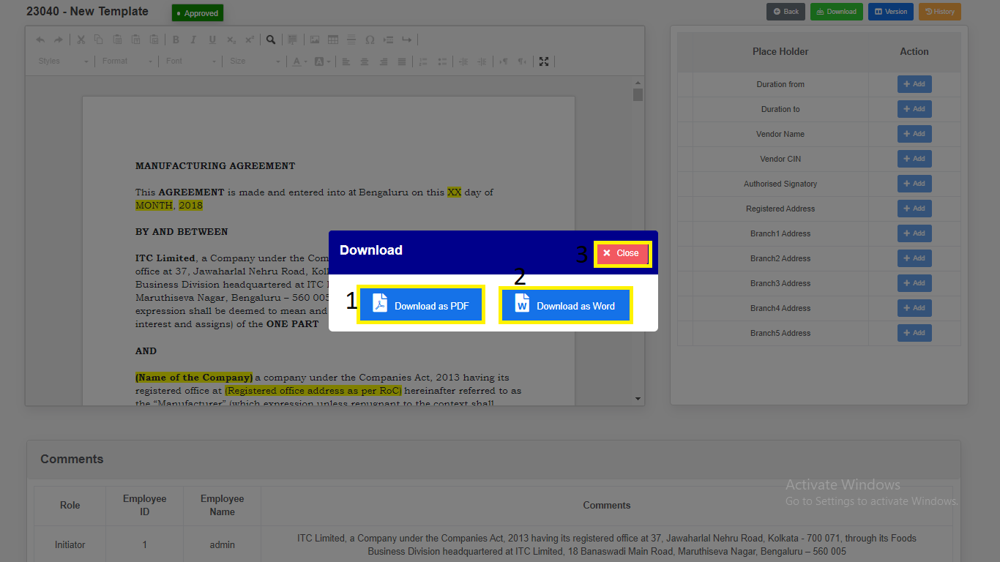 23040 - New Template
Approved
Back
Download
Version
History
Styles
Format
Font
Size
MANUFACTURING AGREEMENT
This AGREEMENT is made and entered into at Bengaluru on this XX day of
MONTH, 2018
BY AND BETWEEN
ITC Limited, a Company under the Com
office at 37, Jawaharlal Nehru Road, Kol
Business Division headquartered at ITC
Maruthiseva Nagar, Bengaluru – 560 005
expression shall be deemed to mean and
interest and assigns) of the ONE PART
AND
(Name of the Company) a company under the Companies Act, 2013 having its
registered office at (Registered office address as per RoC) hereinafter referred to as
the “Manufacturer” (which expression unless repugnant to the context shall
Download
3
Close
1
Download as PDF
2
Download as Word
Place Holder
Action
Duration from
Add
Duration to
Add
Vendor Name
Add
Vendor CIN
Add
Authorised Signatory
Add
Registered Address
Add
Branch1 Address
Add
Branch2 Address
Add
Branch3 Address
Add
Branch4 Address
Add
Branch5 Address
Add
Comments
Role
Employee ID
Employee Name
Comments
Initiator
1
admin
ITC Limited, a Company under the Companies Act, 2013 having its registered office at 37, Jawaharlal Nehru Road, Kolkata - 700 071, through its Foods
Business Division headquartered at ITC Limited, 18 Banaswadi Main Road, Maruthiseva Nagar, Bengaluru – 560 005
Activate Windows
Go to Settings to activate Windows.